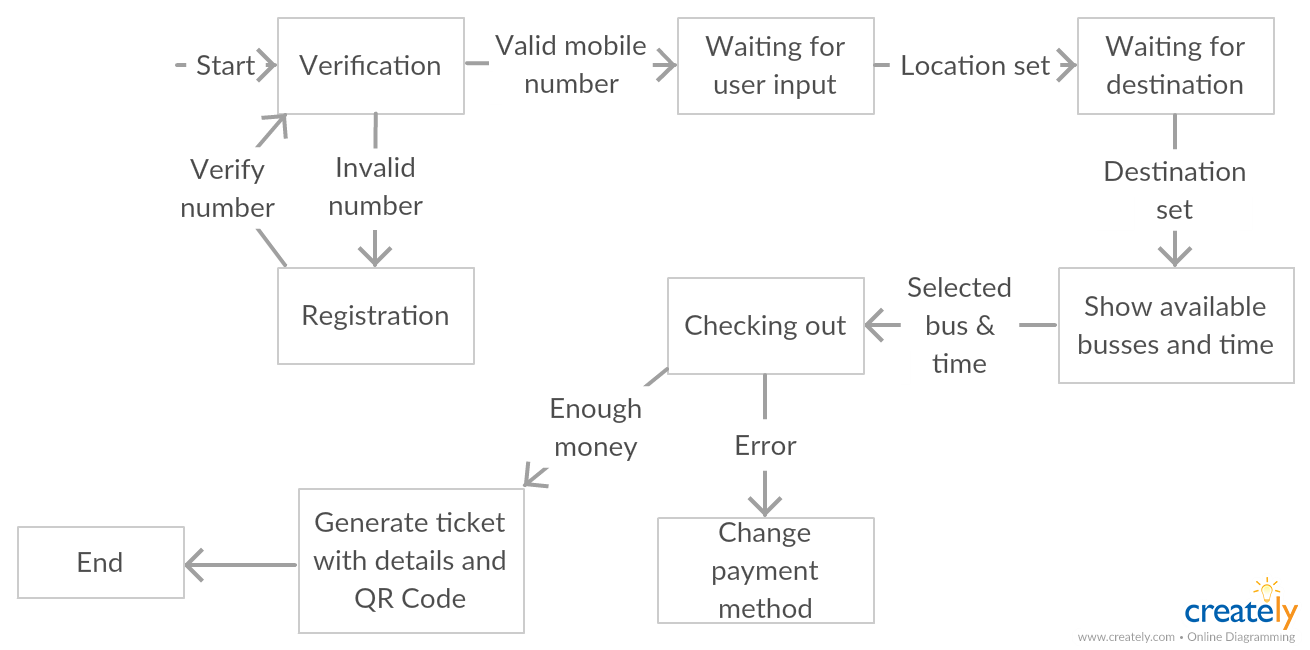 Start
Verification
Valid mobile
number
Waiting for
user input
Location set
Waiting for
destination
Verify
number
Invalid
number
Destination
set
Registration
Checking out
Selected
bus &
time
Show available
busses and time
Enough
money
Error
End
Generate ticket
with details and
QR Code
Change
payment
method
creately
www.creately.com • Online Diagramming